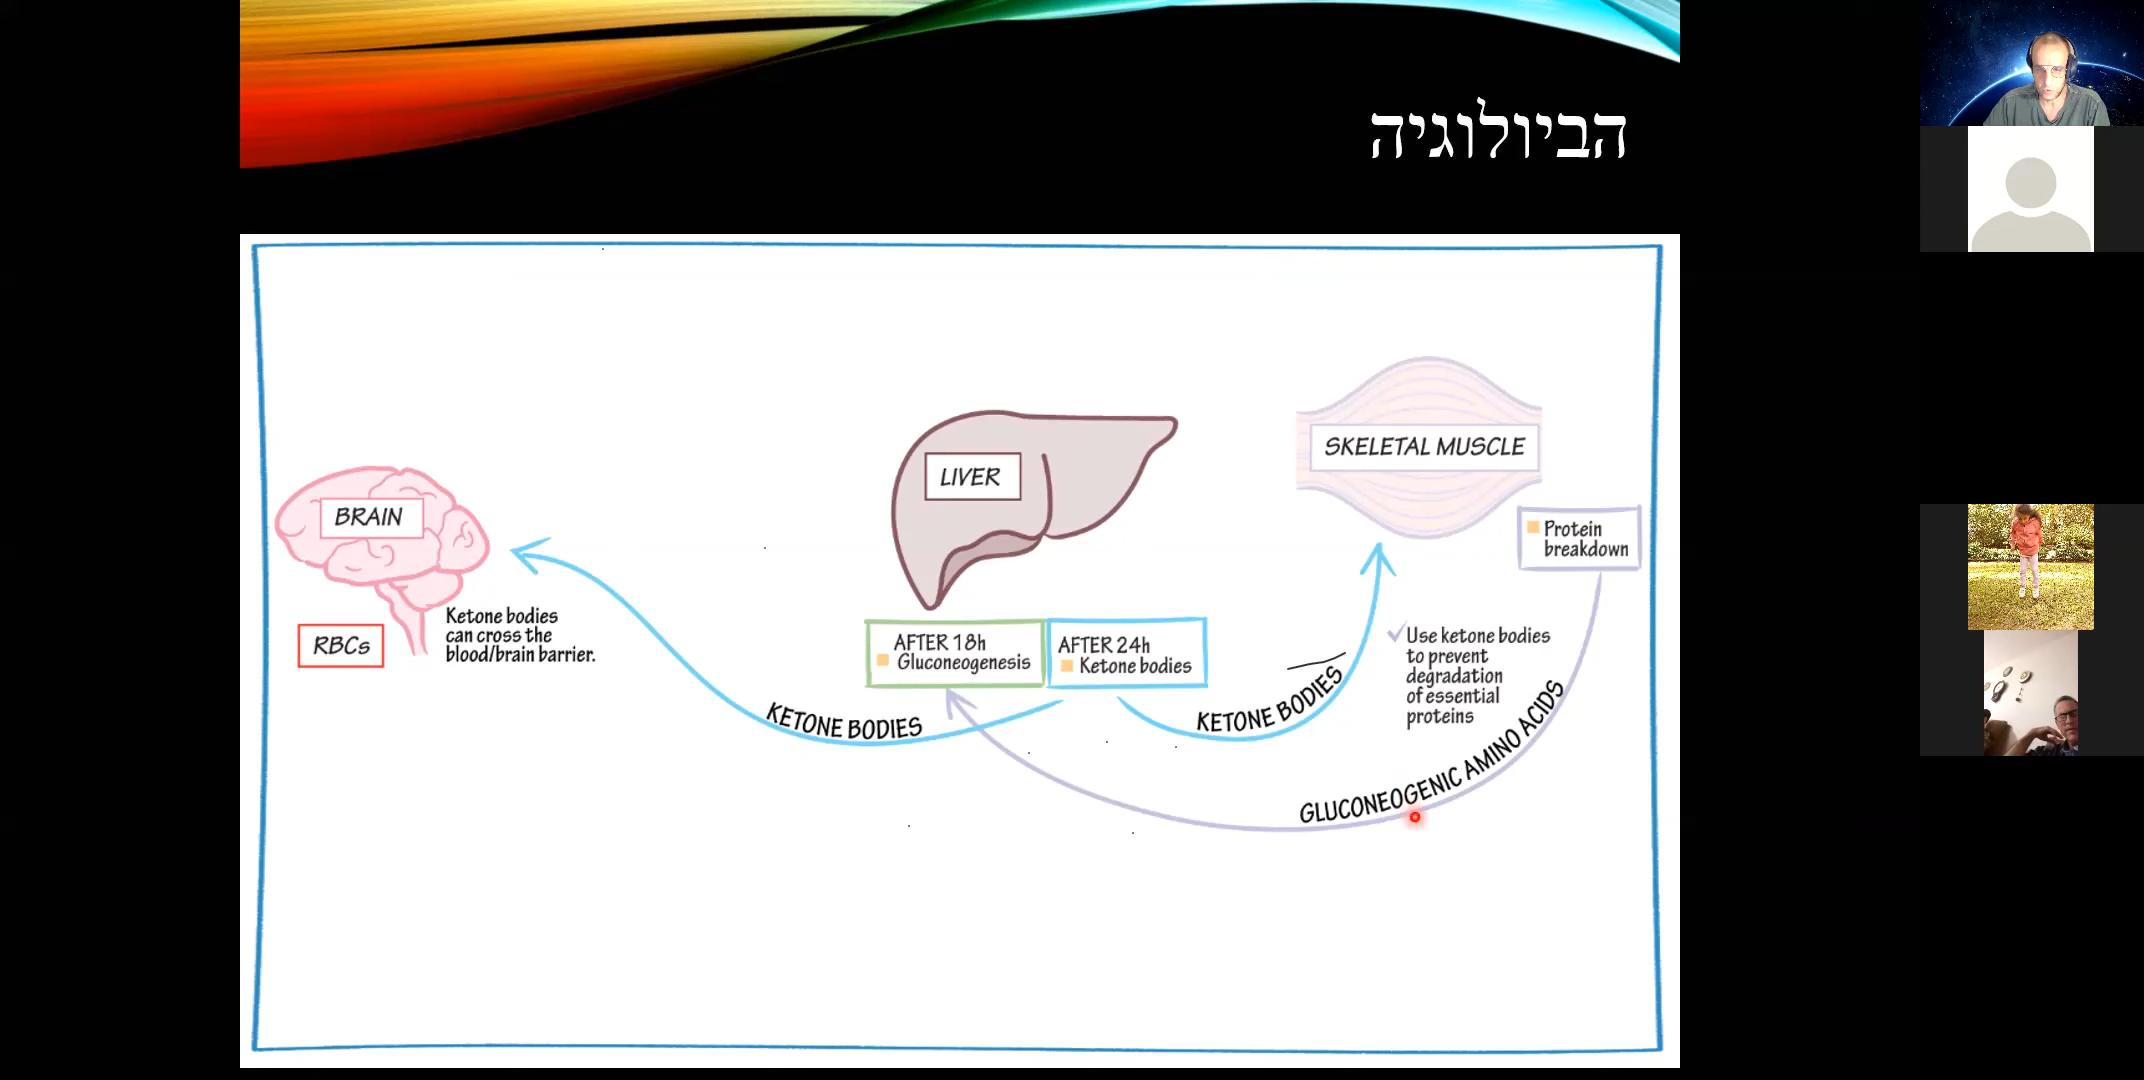 הביולוגיה
BRAIN
RBCs
Ketone bodies
can cross the
blood/brain barrier.
LIVER
AFTER 18h
Gluconeogenesis
AFTER 24h
Ketone bodies
KETONE BODIES
KETONE BODIES
SKELETAL MUSCLE
Protein
breakdown
Use ketone bodies
to prevent
degradation
of essential
proteins
GLUCONEOGENIC AMINO ACIDS